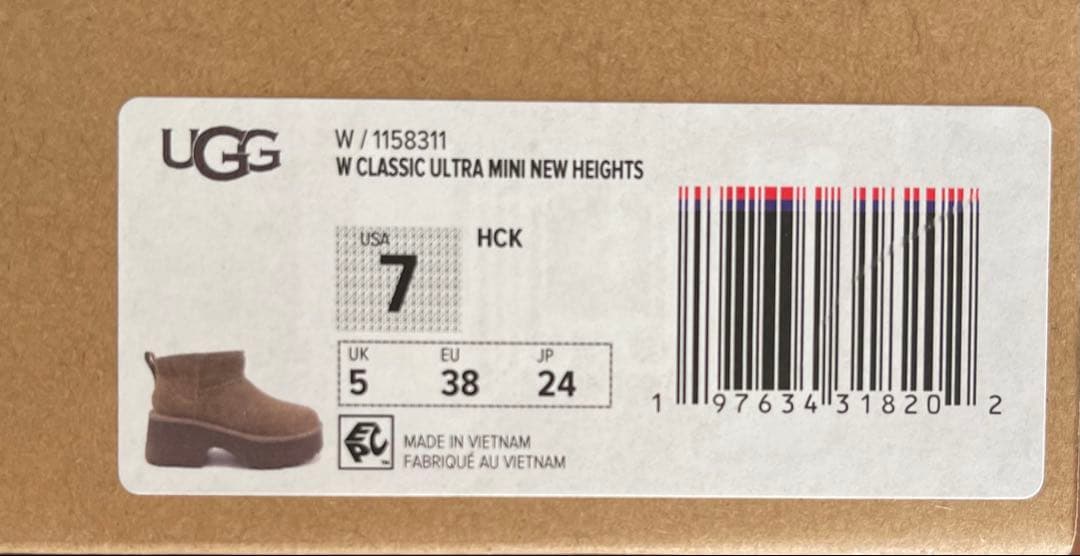 UGG
W / 1158311
W CLASSIC ULTRA MINI NEW HEIGHTS
USA
7
HCK
UK EU JP
5 38 24
EPC
MADE IN VIETNAM
FABRIQUÉ AU VIETNAM
1 97634 31820 2